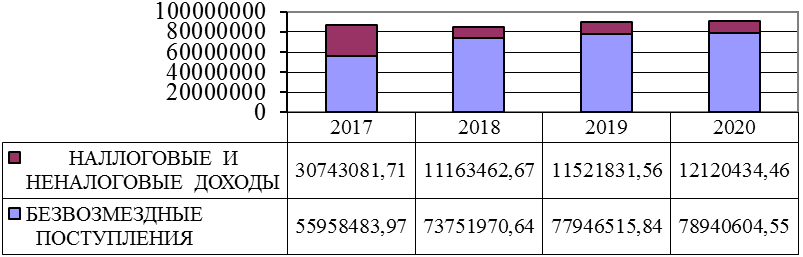 100000000
80000000
60000000
40000000
20000000
0
2017 2018 2019 2020
НАЛЛОГОВЫЕ И
НЕНАЛОГОВЫЕ ДОХОДЫ
30743081,71 11163462,67 11521831,56 12120434,46
БЕЗВОЗМЕЗДНЫЕ
ПОСТУПЛЕНИЯ
55958483,97 73751970,64 77946515,84 78940604,55